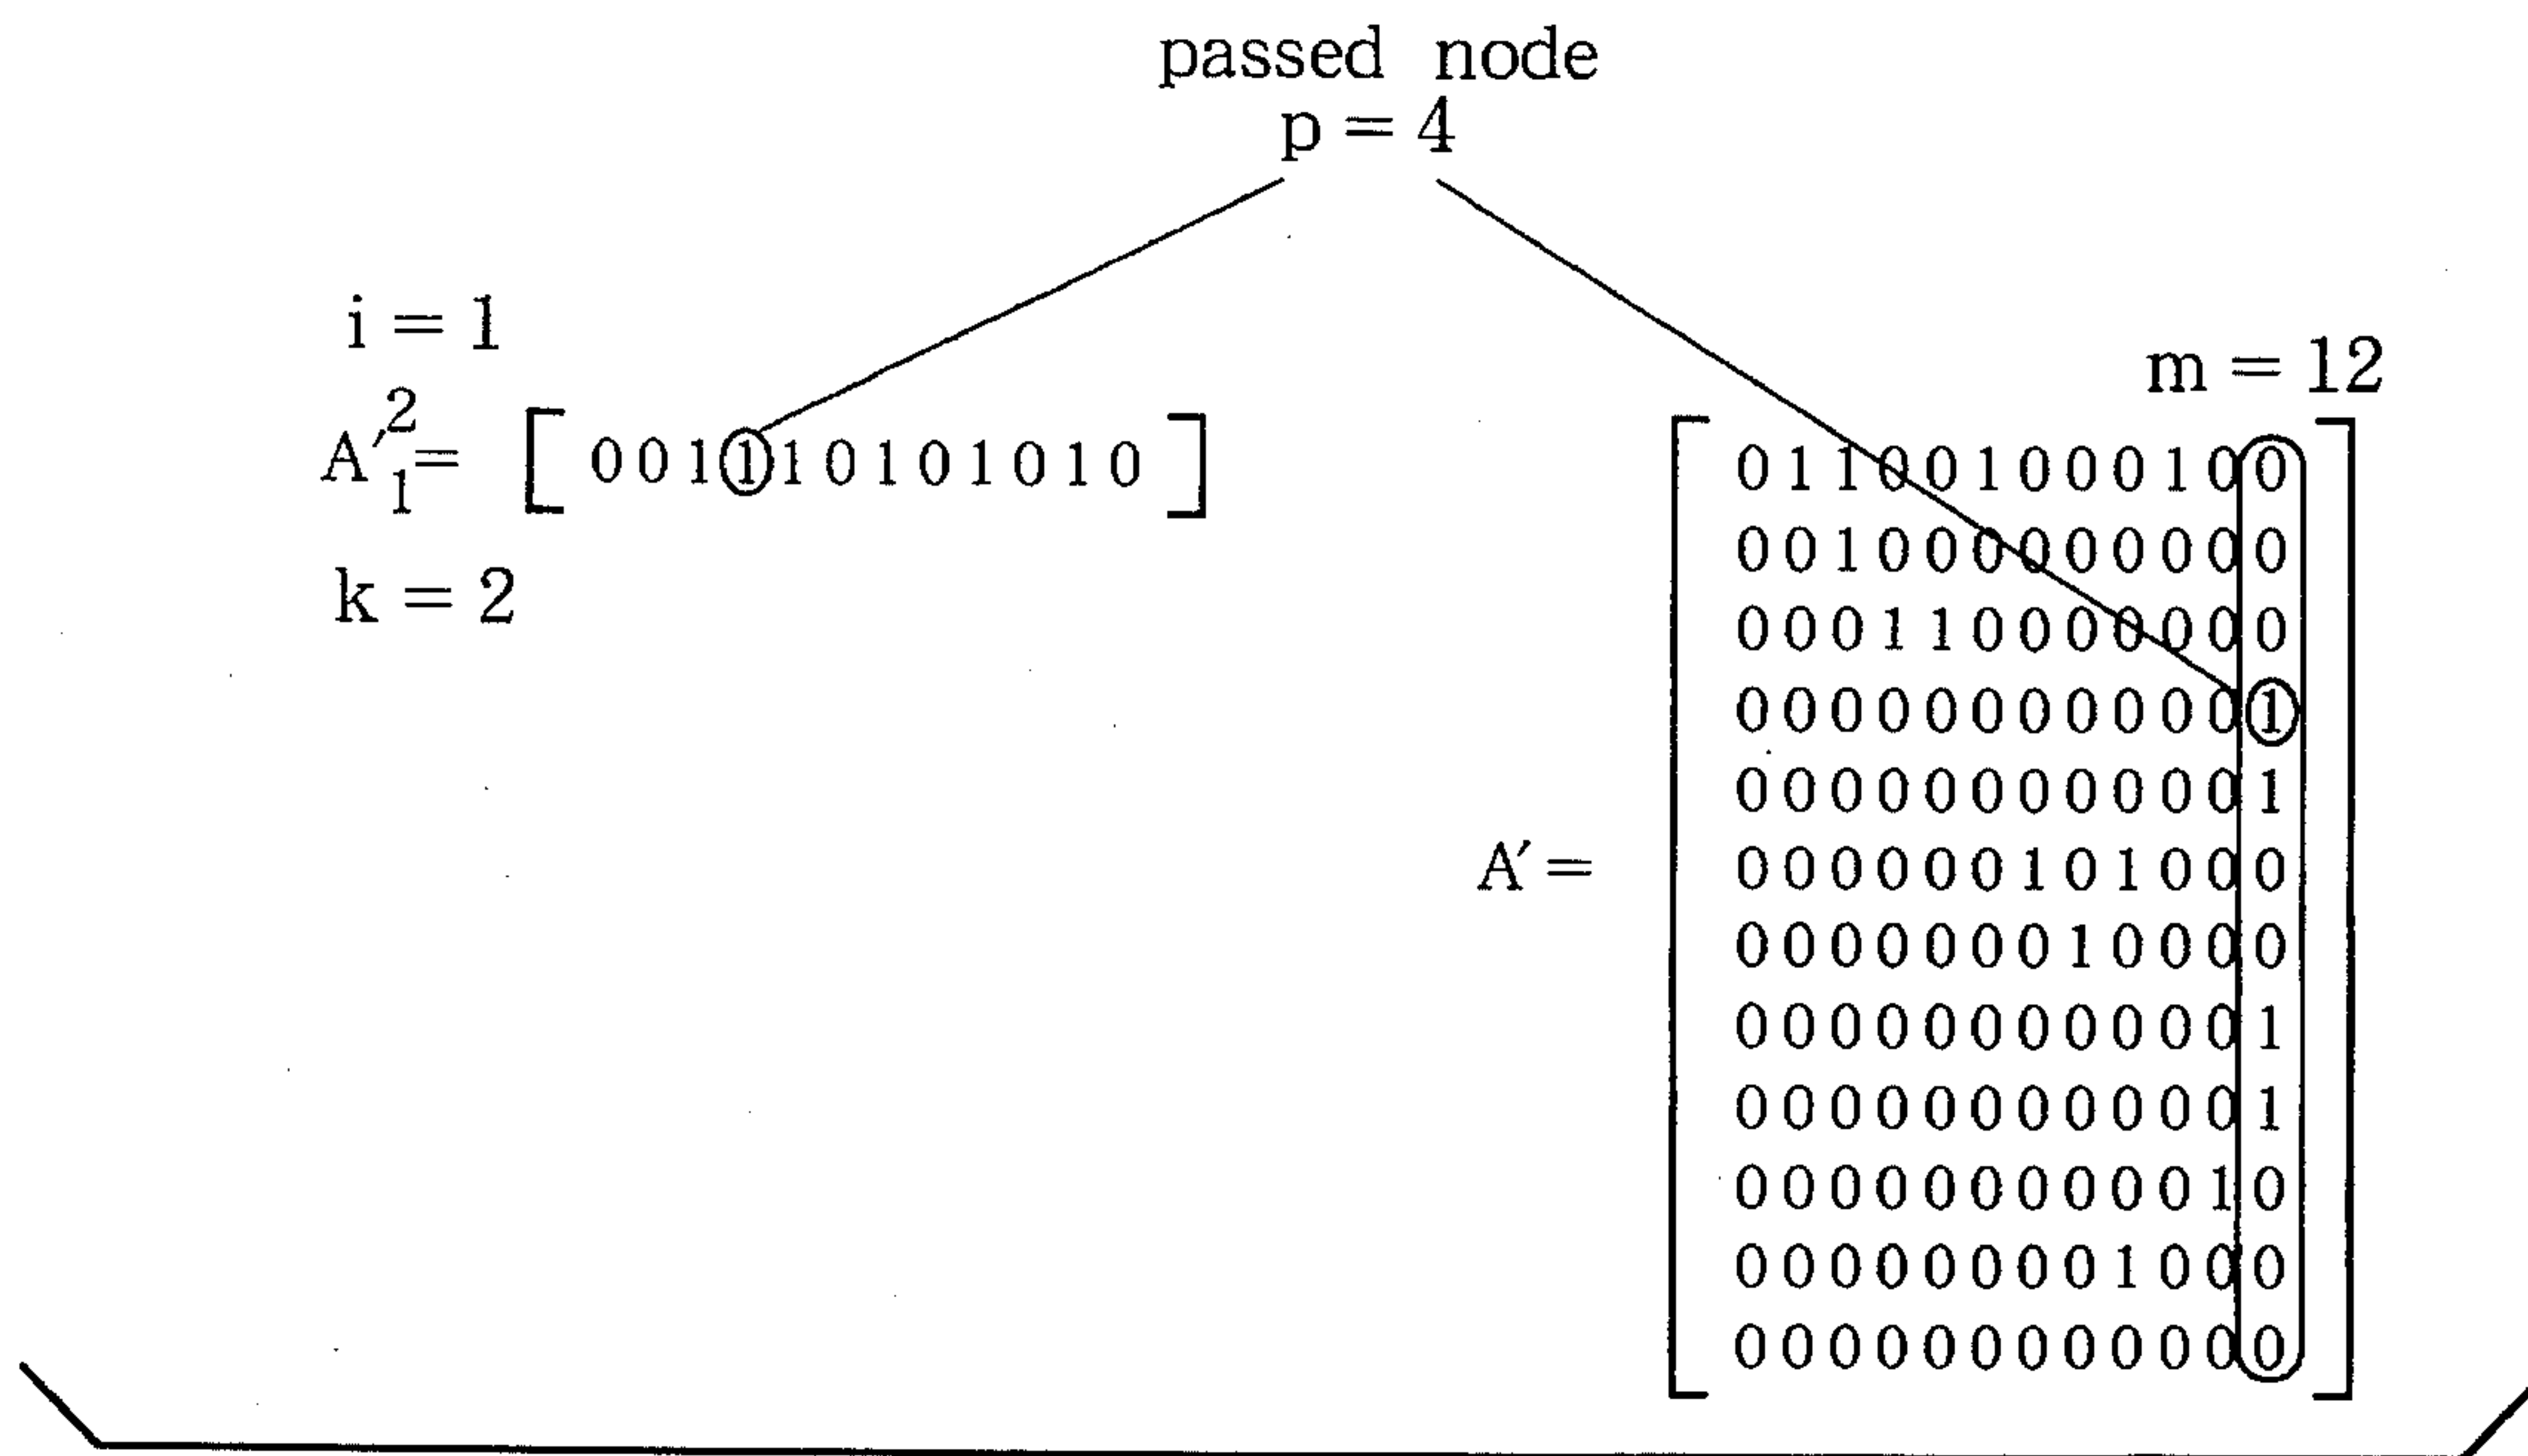 passed node
p = 4
i = 1
A'²₁ = [ 0 0 1 1 1 0 1 0 1 0 1 0 ]
k = 2
m = 12
A' =
0 1 1 0 0 1 0 0 0 1 0 0
0 0 1 0 0 0 0 0 0 0 0 0
0 0 0 1 1 0 0 0 0 0 0 0
0 0 0 0 0 0 0 0 0 0 0 1
0 0 0 0 0 0 0 0 0 0 0 1
0 0 0 0 0 0 1 0 1 0 0 0
0 0 0 0 0 0 0 1 0 0 0 0
0 0 0 0 0 0 0 0 0 0 0 1
0 0 0 0 0 0 0 0 0 0 0 1
0 0 0 0 0 0 0 0 0 0 1 0
0 0 0 0 0 0 0 0 1 0 0 0
0 0 0 0 0 0 0 0 0 0 0 0